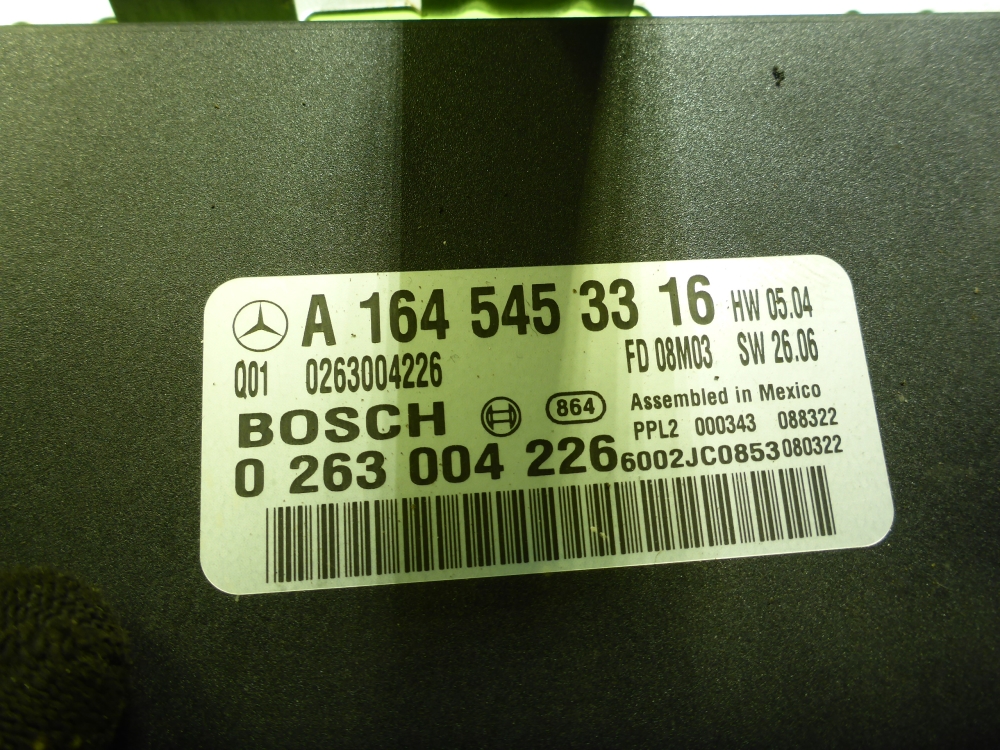 A 164 545 33 16 HW 05.04
Q01 0263004226 FD 08M03 SW 26.06
BOSCH 864 Assembled in Mexico
PPL2 000343 088322
0 263 004 226 6002JC0853 080322